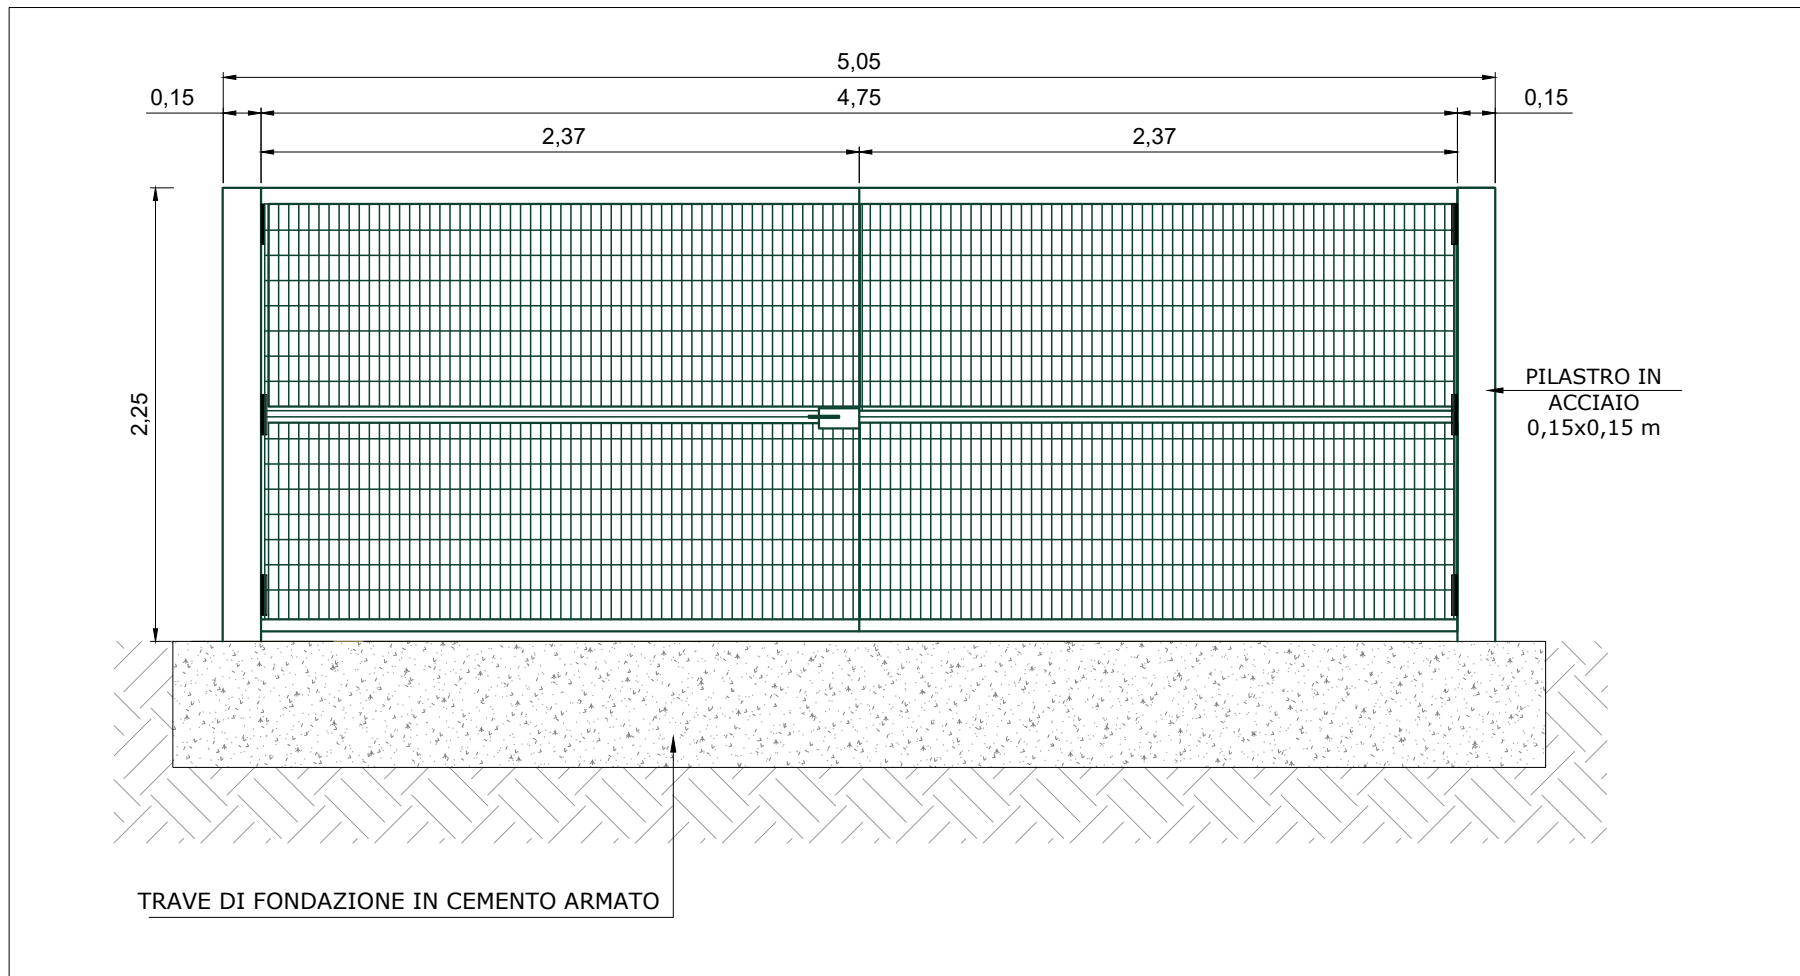 5,05
0,15
4,75
0,15
2,37
2,37
2,25
PILASTRO IN
ACCIAIO
0,15x0,15 m
TRAVE DI FONDAZIONE IN CEMENTO ARMATO